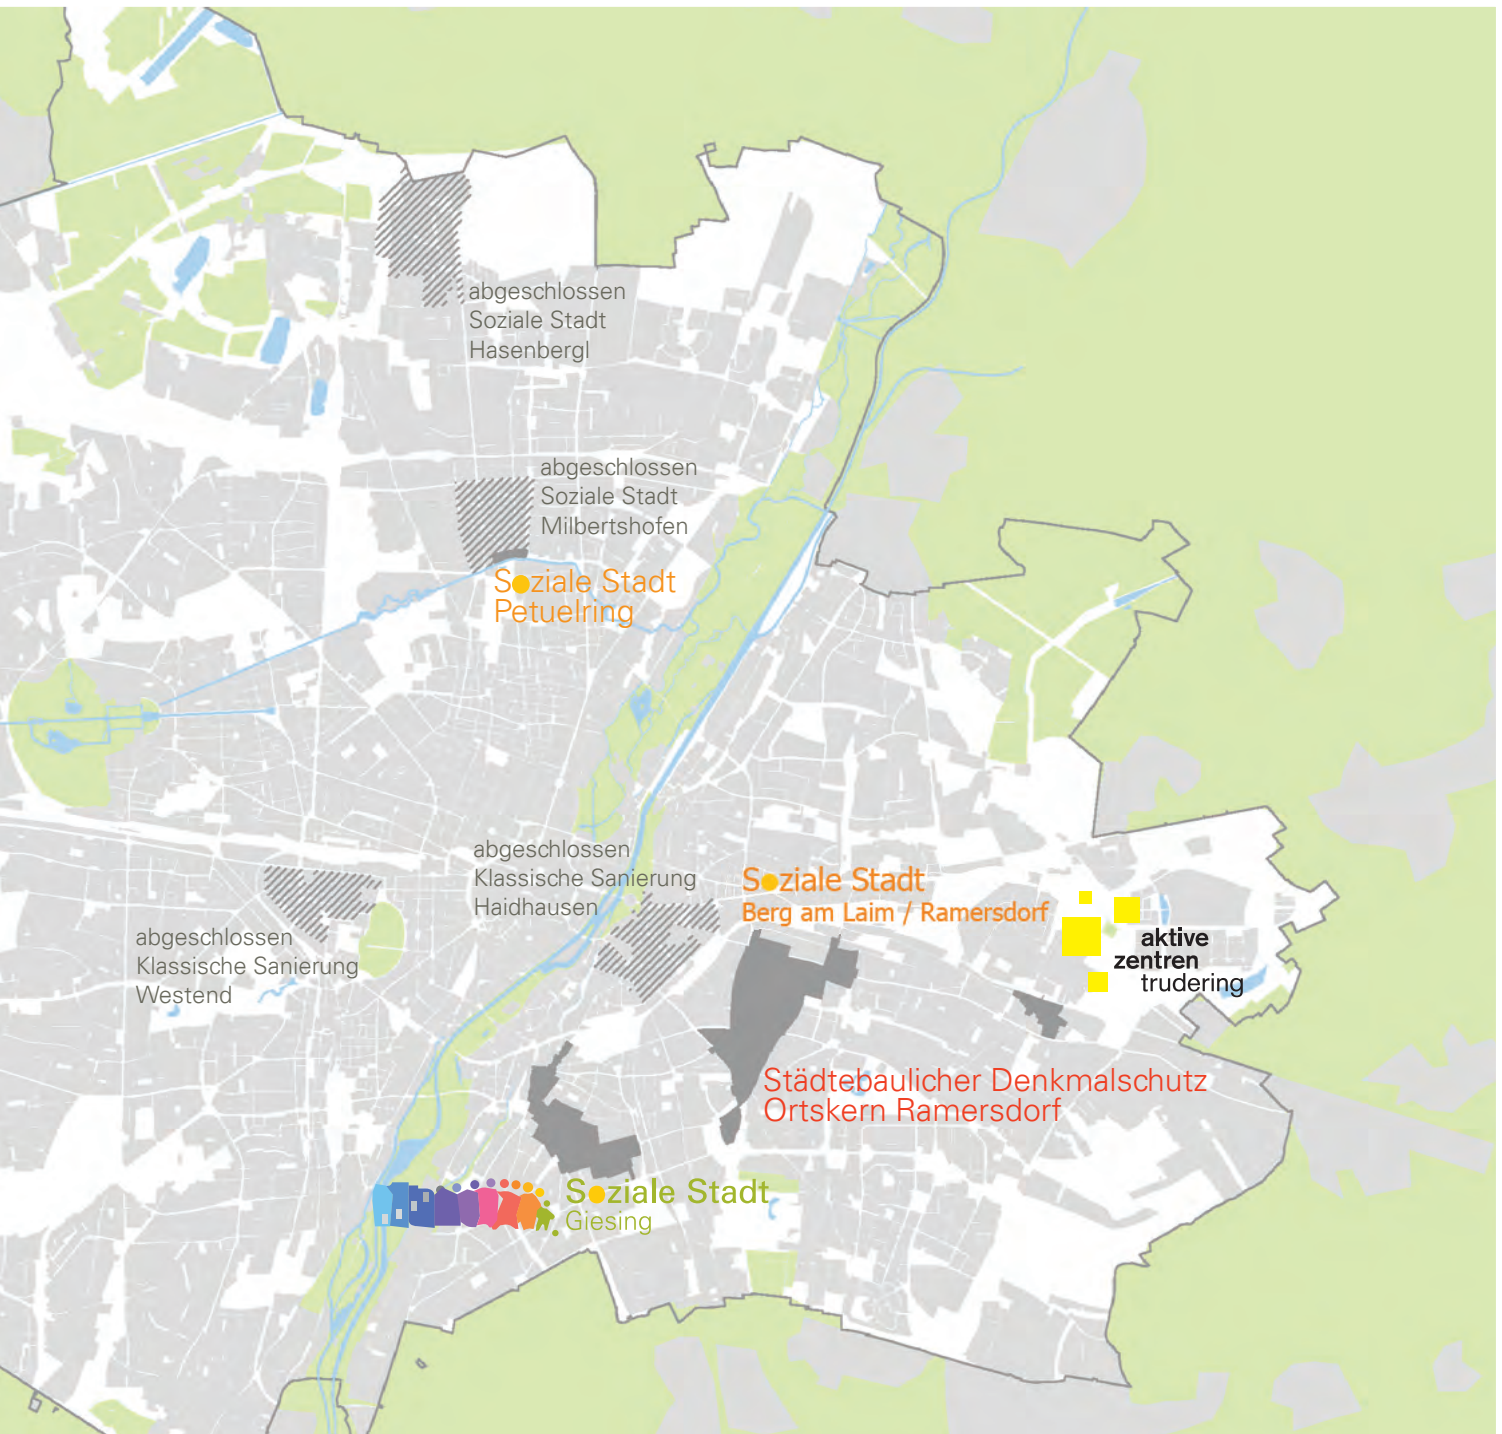 abgeschlossen
Soziale Stadt
Hasenbergl
abgeschlossen
Soziale Stadt
Milbertshofen
Soziale Stadt
Petuelring
abgeschlossen
Klassische Sanierung
Haidhausen
Soziale Stadt
Berg am Laim / Ramersdorf
abgeschlossen
Klassische Sanierung
Westend
aktive
zentren
trudering
Städtebaulicher Denkmalschutz
Ortskern Ramersdorf
Soziale Stadt
Giesing